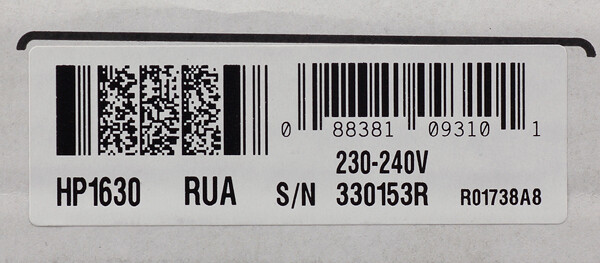 0 88381 09310 1
230-240V
HP1630 RUA S/N 330153R R01738A8